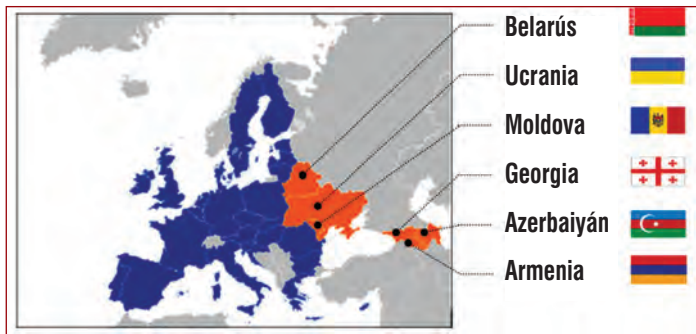 Belarús
Ucrania
Moldova
Georgia
Azerbaiyán
Armenia